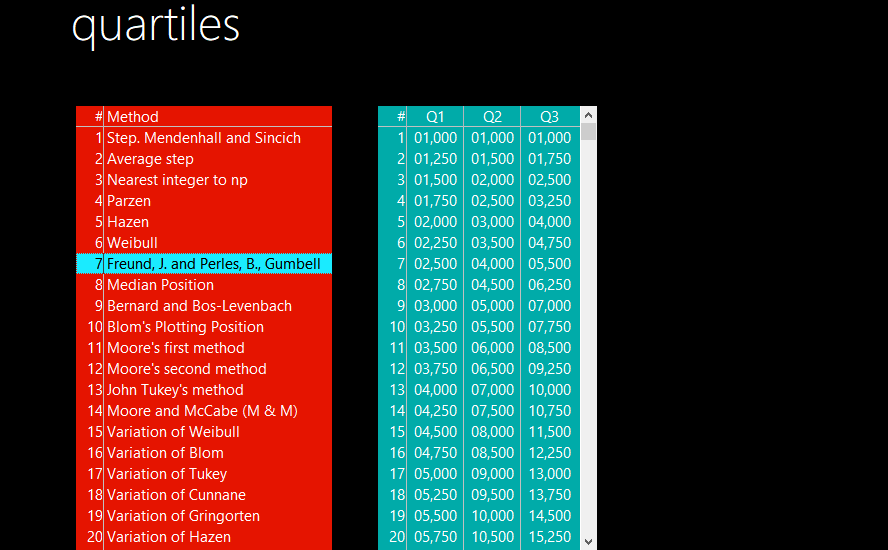 quartiles
# Method
1 Step. Mendenhall and Sincich
2 Average step
3 Nearest integer to np
4 Parzen
5 Hazen
6 Weibull
7 Freund, J. and Perles, B., Gumbell
8 Median Position
9 Bernard and Bos-Levenbach
10 Blom's Plotting Position
11 Moore's first method
12 Moore's second method
13 John Tukey's method
14 Moore and McCabe (M & M)
15 Variation of Weibull
16 Variation of Blom
17 Variation of Tukey
18 Variation of Cunnane
19 Variation of Gringorten
20 Variation of Hazen
# Q1 Q2 Q3
1 01,000 01,000 01,000
2 01,250 01,500 01,750
3 01,500 02,000 02,500
4 01,750 02,500 03,250
5 02,000 03,000 04,000
6 02,250 03,500 04,750
7 02,500 04,000 05,500
8 02,750 04,500 06,250
9 03,000 05,000 07,000
10 03,250 05,500 07,750
11 03,500 06,000 08,500
12 03,750 06,500 09,250
13 04,000 07,000 10,000
14 04,250 07,500 10,750
15 04,500 08,000 11,500
16 04,750 08,500 12,250
17 05,000 09,000 13,000
18 05,250 09,500 13,750
19 05,500 10,000 14,500
20 05,750 10,500 15,250